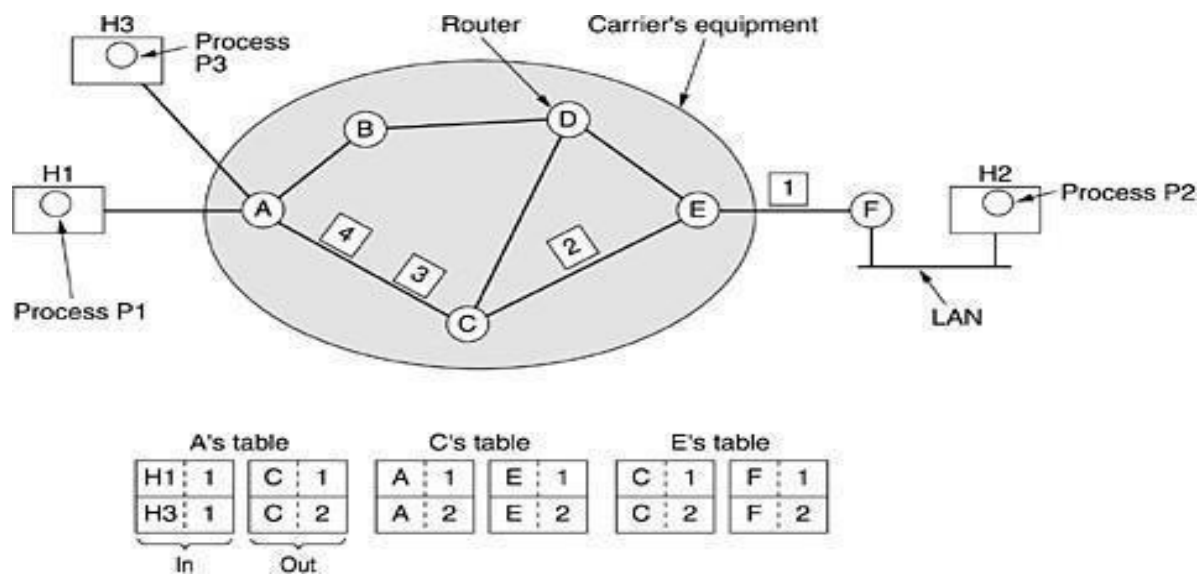 H3
Process
P3
Router
Carrier's equipment
B
D
H1
A
4
3
C
2
E
1
F
H2
Process P2
Process P1
LAN
A's table
C's table
E's table
H1 1 C 1 A 1 E 1 C 1 F 1
H3 1 C 2 A 2 E 2 C 2 F 2
In Out